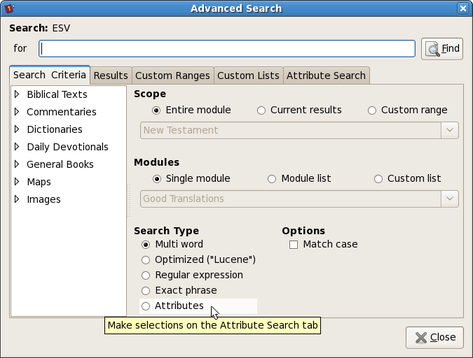 Advanced Search
Search: ESV
for
Find
Search Criteria Results Custom Ranges Custom Lists Attribute Search
Biblical Texts
Commentaries
Dictionaries
Daily Devotionals
General Books
Maps
Images
Scope
Entire module Current results Custom range
New Testament
Modules
Single module Module list Custom list
Good Translations
Search Type Options
Multi word Match case
Optimized ("Lucene")
Regular expression
Exact phrase
Attributes
Make selections on the Attribute Search tab
Close